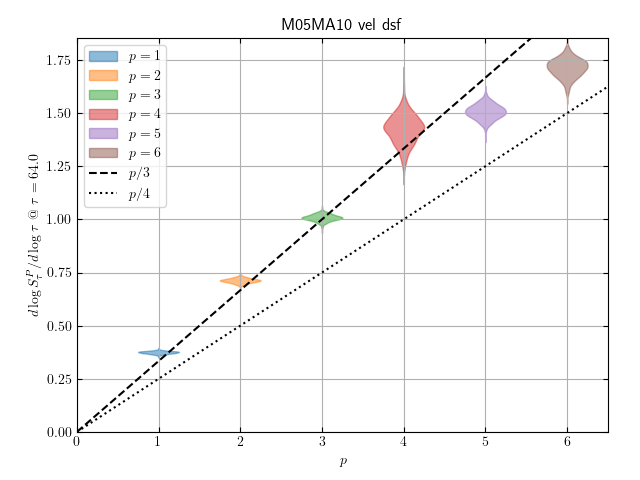 M05MA10 vel dsf
d log S_τ^P / d log τ @ τ = 64.0
1.75
1.50
1.25
1.00
0.75
0.50
0.25
0.00
p = 1
p = 2
p = 3
p = 4
p = 5
p = 6
p/3
p/4
0 1 2 3 4 5 6
p